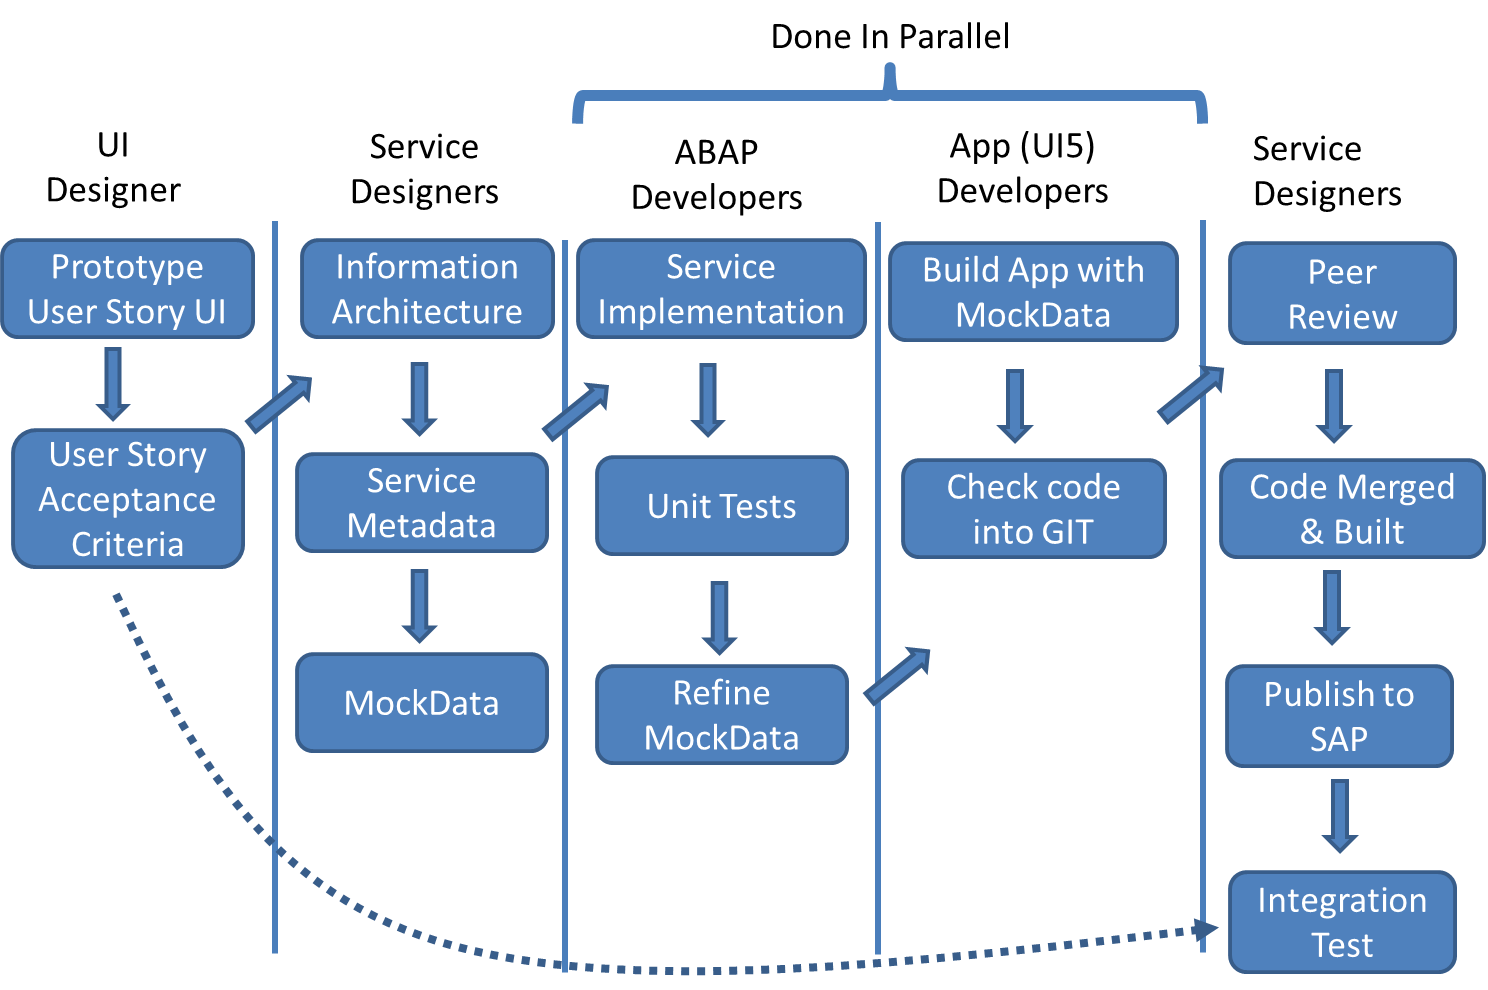 Done In Parallel
UI
Designer
Service
Designers
ABAP
Developers
App (UI5)
Developers
Service
Designers
Prototype
User Story UI
User Story
Acceptance
Criteria
Information
Architecture
Service
Metadata
MockData
Service
Implementation
Unit Tests
Refine
MockData
Build App with
MockData
Check code
into GIT
Peer
Review
Code Merged
& Built
Publish to
SAP
Integration
Test